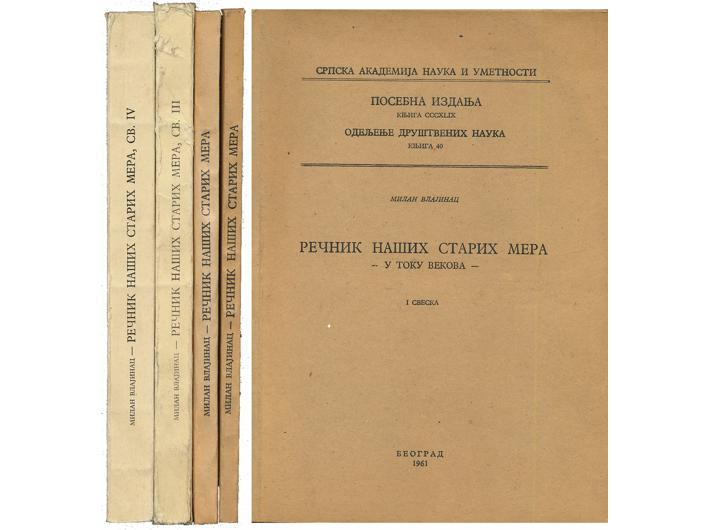 МИЛАН ВЛАЈИНАЦ — РЕЧНИК НАШИХ СТАРИХ МЕРА, СВ. IV
МИЛАН ВЛАЈИНАЦ — РЕЧНИК НАШИХ СТАРИХ МЕРА, СВ. III
МИЛАН ВЛАЈИНАЦ — РЕЧНИК НАШИХ СТАРИХ МЕРА
МИЛАН ВЛАЈИНАЦ — РЕЧНИК НАШИХ СТАРИХ МЕРА
СРПСКА АКАДЕМИЈА НАУКА И УМЕТНОСТИ
ПОСЕБНА ИЗДАЊА
КЊИГА CCCXLIX
ОДЕЉЕЊЕ ДРУШТВЕНИХ НАУКА
КЊИГА 40
МИЛАН ВЛАЈИНАЦ
РЕЧНИК НАШИХ СТАРИХ МЕРА
— У ТОКУ ВЕКОВА —
I СВЕСКА
БЕОГРАД
1961